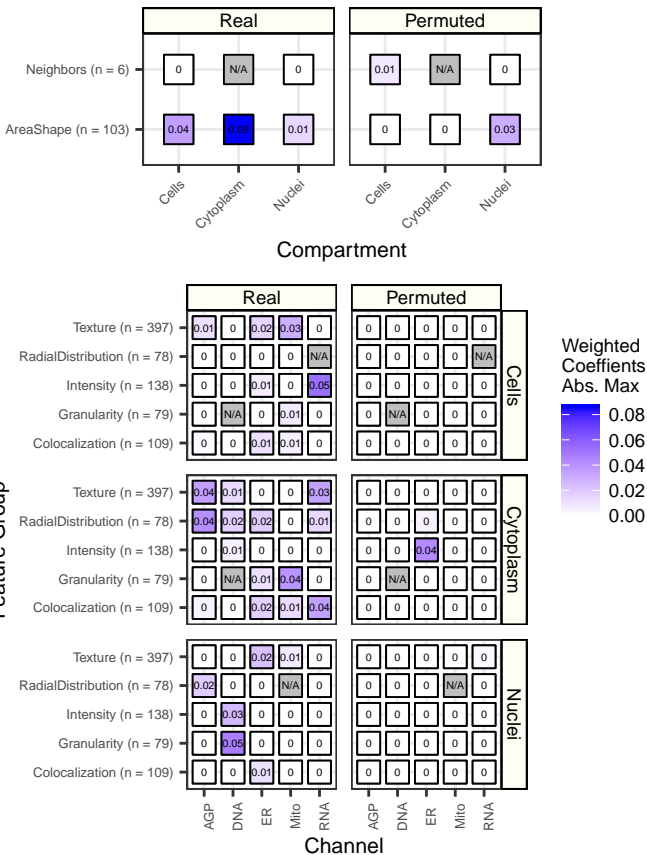 Real Permuted
Neighbors (n = 6) 0 N/A 0 0.01 N/A 0
AreaShape (n = 103) 0.04 0.09 0.01 0 0 0.03
Cells Cytoplasm Nuclei Cells Cytoplasm Nuclei
Compartment
Real Permuted
Texture (n = 397) 0.01 0 0.02 0.03 0 0 0 0 0 0
RadialDistribution (n = 78) 0 0 0 0 N/A 0 0 0 0 N/A
Intensity (n = 138) 0 0 0.01 0 0.05 0 0 0 0 0
Granularity (n = 79) 0 N/A 0 0.01 0 0 N/A 0 0 0
Colocalization (n = 109) 0 0 0.01 0.01 0 0 0 0 0 0
Cells
Texture (n = 397) 0.04 0.01 0 0 0.03 0 0 0 0 0
RadialDistribution (n = 78) 0.04 0.02 0.02 0 0.01 0 0 0 0 0
Intensity (n = 138) 0 0.01 0 0 0 0 0 0.04 0 0
Granularity (n = 79) 0 N/A 0.01 0.04 0 0 N/A 0 0 0
Colocalization (n = 109) 0 0 0.02 0.01 0.04 0 0 0 0 0
Cytoplasm
Texture (n = 397) 0 0 0.02 0.01 0 0 0 0 0 0
RadialDistribution (n = 78) 0.02 0 0 N/A 0 0 0 0 N/A 0
Intensity (n = 138) 0 0.03 0 0 0 0 0 0 0 0
Granularity (n = 79) 0 0.05 0 0 0 0 0 0 0 0
Colocalization (n = 109) 0 0 0.01 0 0 0 0 0 0 0
Nuclei
AGP DNA ER Mito RNA AGP DNA ER Mito RNA
Channel
Feature Group
Weighted
Coeffients
Abs. Max
0.08
0.06
0.04
0.02
0.00